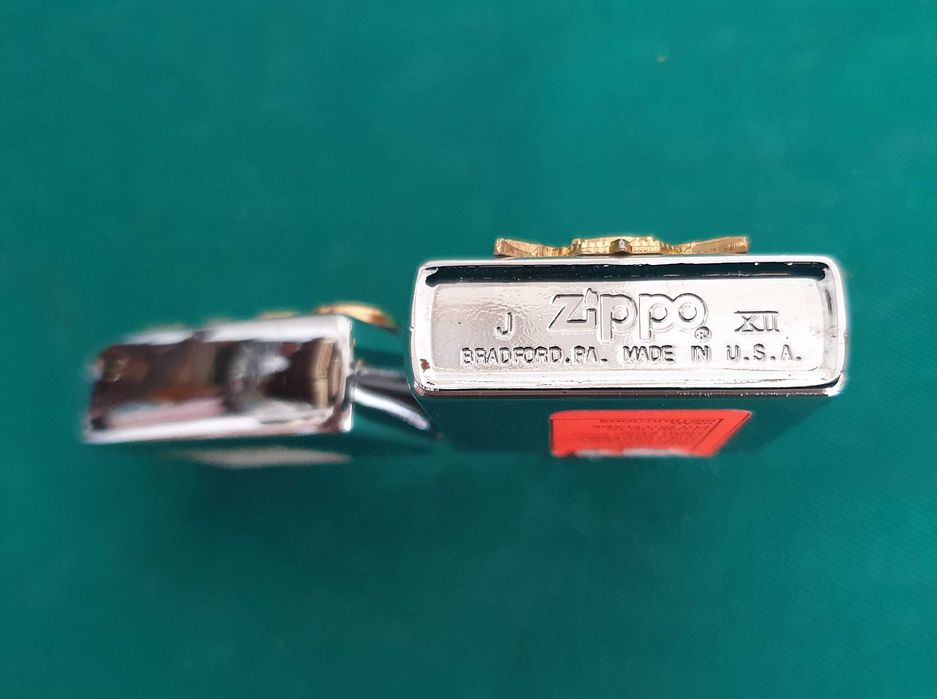 J zippo® XII
BRADFORD,PA. MADE IN U.S.A.